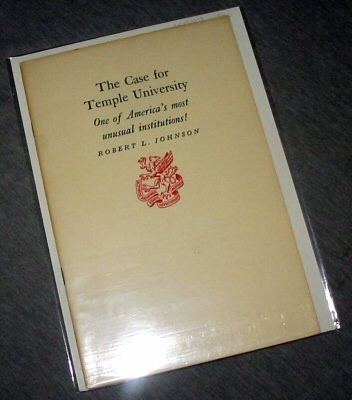 The Case for
Temple University
One of America's most
unusual institutions!
ROBERT L. JOHNSON